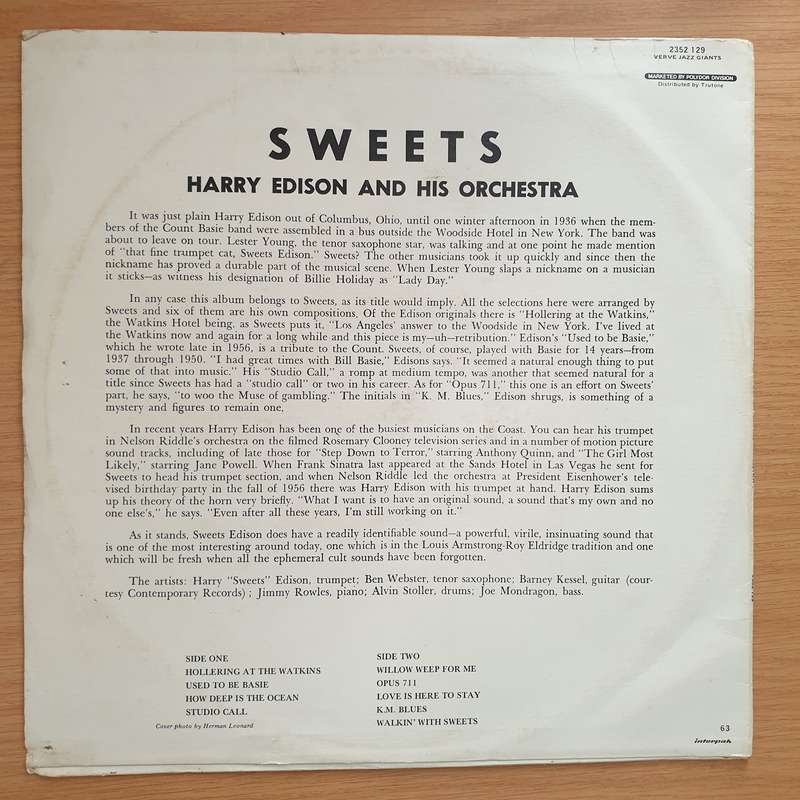 2352 129
VERVE JAZZ GIANTS
MARKETED BY POLYDOR DIVISION
Distributed by Trutone
SWEETS
HARRY EDISON AND HIS ORCHESTRA
It was just plain Harry Edison out of Columbus, Ohio, until one winter afternoon in 1936 when the mem-
bers of the Count Basie band were assembled in a bus outside the Woodside Hotel in New York. The band was
about to leave on tour. Lester Young, the tenor saxophone star, was talking and at one point he made mention
of "that fine trumpet cat, Sweets Edison." Sweets? The other musicians took it up quickly and since then the
nickname has proved a durable part of the musical scene. When Lester Young slaps a nickname on a musician
it sticks—as witness his designation of Billie Holiday as "Lady Day."
In any case this album belongs to Sweets, as its title would imply. All the selections here were arranged by
Sweets and six of them are his own compositions. Of the Edison originals there is "Hollering at the Watkins,"
the Watkins Hotel being, as Sweets puts it, "Los Angeles' answer to the Woodside in New York. I've lived at
the Watkins now and again for a long while and this piece is my—uh—retribution." Edison's "Used to be Basie,"
which he wrote late in 1956, is a tribute to the Count. Sweets, of course, played with Basie for 14 years—from
1937 through 1950. "I had great times with Bill Basie," Edisons says. "It seemed a natural enough thing to put
some of that into music." His "Studio Call," a romp at medium tempo, was another that seemed natural for a
title since Sweets has had a "studio call" or two in his career. As for "Opus 711," this one is an effort on Sweets'
part, he says, "to woo the Muse of gambling." The initials in "K. M. Blues," Edison shrugs, is something of a
mystery and figures to remain one,
In recent years Harry Edison has been one of the busiest musicians on the Coast. You can hear his trumpet
in Nelson Riddle's orchestra on the filmed Rosemary Clooney television series and in a number of motion picture
sound tracks, including of late those for "Step Down to Terror," starring Anthony Quinn, and "The Girl Most
Likely," starring Jane Powell. When Frank Sinatra last appeared at the Sands Hotel in Las Vegas he sent for
Sweets to head his trumpet section, and when Nelson Riddle led the orchestra at President Eisenhower's tele-
vised birthday party in the fall of 1956 there was Harry Edison with his trumpet at hand. Harry Edison sums
up his theory of the horn very briefly. "What I want is to have an original sound, a sound that's my own and no
one else's," he says. "Even after all these years, I'm still working on it."
As it stands, Sweets Edison does have a readily identifiable sound—a powerful, virile, insinuating sound that
is one of the most interesting around today, one which is in the Louis Armstrong-Roy Eldridge tradition and one
which will be fresh when all the ephemeral cult sounds have been forgotten.
The artists: Harry "Sweets" Edison, trumpet; Ben Webster, tenor saxophone; Barney Kessel, guitar (cour-
tesy Contemporary Records) ; Jimmy Rowles, piano; Alvin Stoller, drums; Joe Mondragon, bass.
SIDE ONE
HOLLERING AT THE WATKINS
USED TO BE BASIE
HOW DEEP IS THE OCEAN
STUDIO CALL
Cover photo by Herman Leonard
SIDE TWO
WILLOW WEEP FOR ME
OPUS 711
LOVE IS HERE TO STAY
K.M. BLUES
WALKIN' WITH SWEETS
63
interpak